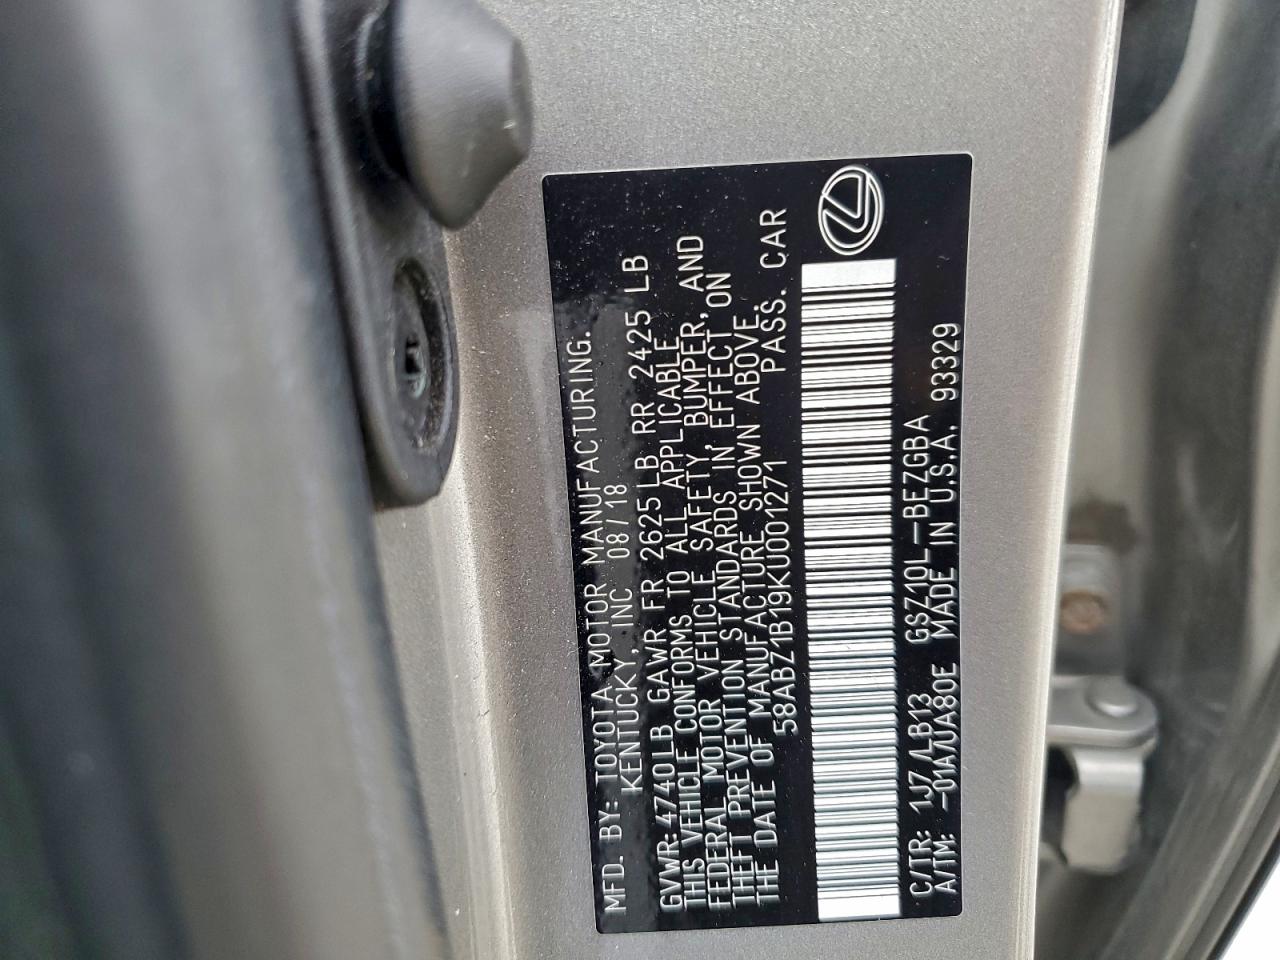 MFD. BY: TOYOTA MOTOR MANUFACTURING.
KENTUCKY, INC 08/18
GVWR: 4740LB GAWR FR 2625LB RR 2425 LB
THIS VEHICLE CONFORMS TO ALL APPLICABLE
FEDERAL MOTOR VEHICLE SAFETY, BUMPER, AND
THEFT PREVENTION STANDARDS IN EFFECT ON
THE DATE OF MANUFACTURE SHOWN ABOVE.
58ABZ1B19KU001271 PASS. CAR
C/TR: 1J7 /LB13 GSZ10L-BEZGBA
A/TM: -01A/UA80E MADE IN U.S.A. 93329